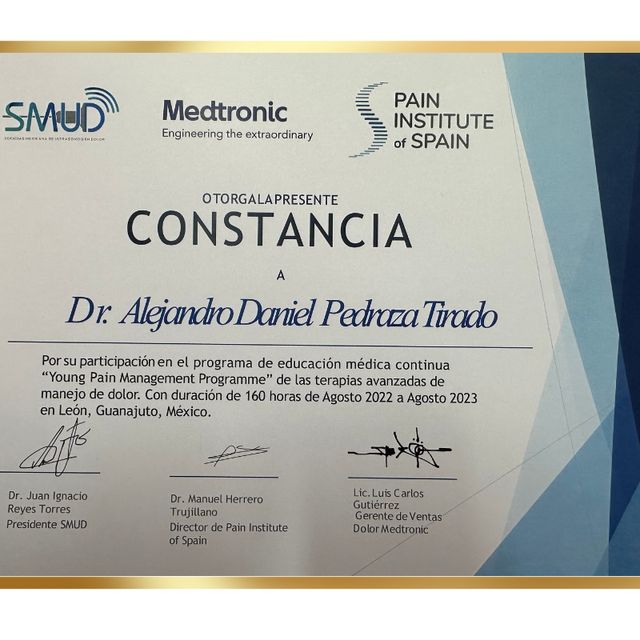 SMUD
Medtronic
Engineering the extraordinary
PAIN
INSTITUTE
of SPAIN
OTORGA LA PRESENTE
CONSTANCIA
A
Dr. Alejandro Daniel Pedraza Tirado
Por su participación en el programa de educación médica continua
“Young Pain Management Programme” de las terapias avanzadas de
manejo de dolor. Con duración de 160 horas de Agosto 2022 a Agosto 2023
en León, Guanajuto, México.
Dr. Juan Ignacio
Reyes Torres
Presidente SMUD
Dr. Manuel Herrero
Trujillano
Director de Pain Institute
of Spain
Lic. Luis Carlos
Gutiérrez
Gerente de Ventas
Dolor Medtronic